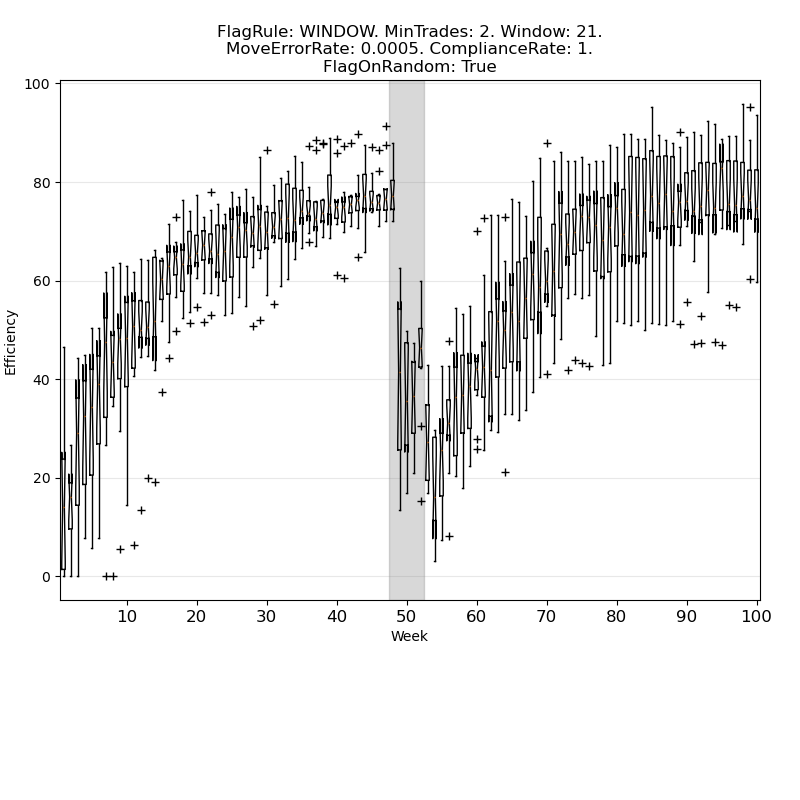 FlagRule: WINDOW. MinTrades: 2. Window: 21.
MoveErrorRate: 0.0005. ComplianceRate: 1.
FlagOnRandom: True
100
80
60
40
20
0
Efficiency
10 20 30 40 50 60 70 80 90 100
Week